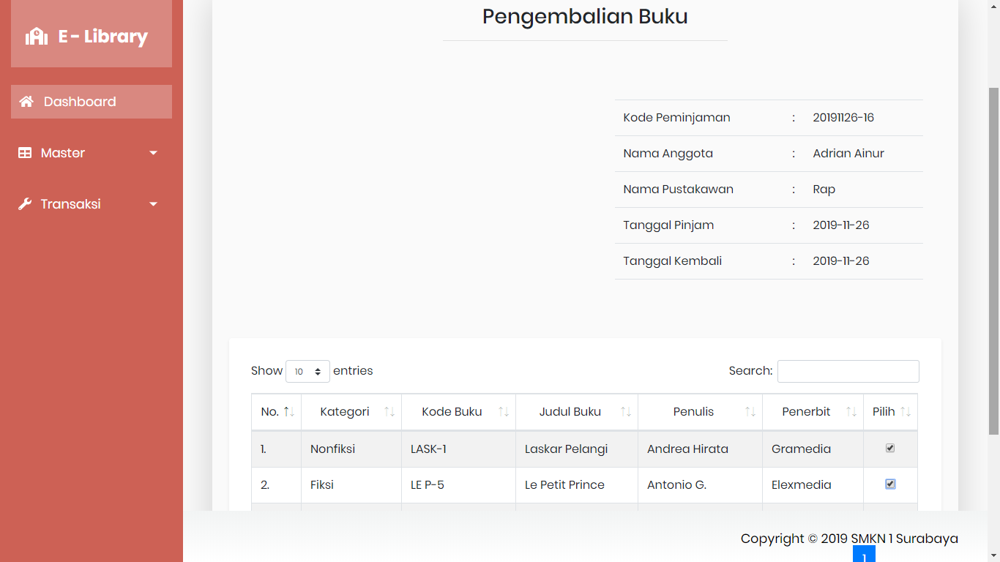 Pengembalian Buku
E - Library
Dashboard
Master
Transaksi
Kode Peminjaman : 20191126-16
Nama Anggota : Adrian Ainur
Nama Pustakawan : Rap
Tanggal Pinjam : 2019-11-26
Tanggal Kembali : 2019-11-26
Show 10 entries Search:
No. Kategori Kode Buku Judul Buku Penulis Penerbit Pilih
1. Nonfiksi LASK-1 Laskar Pelangi Andrea Hirata Gramedia
2. Fiksi LE P-5 Le Petit Prince Antonio G. Elexmedia
Copyright © 2019 SMKN 1 Surabaya
1